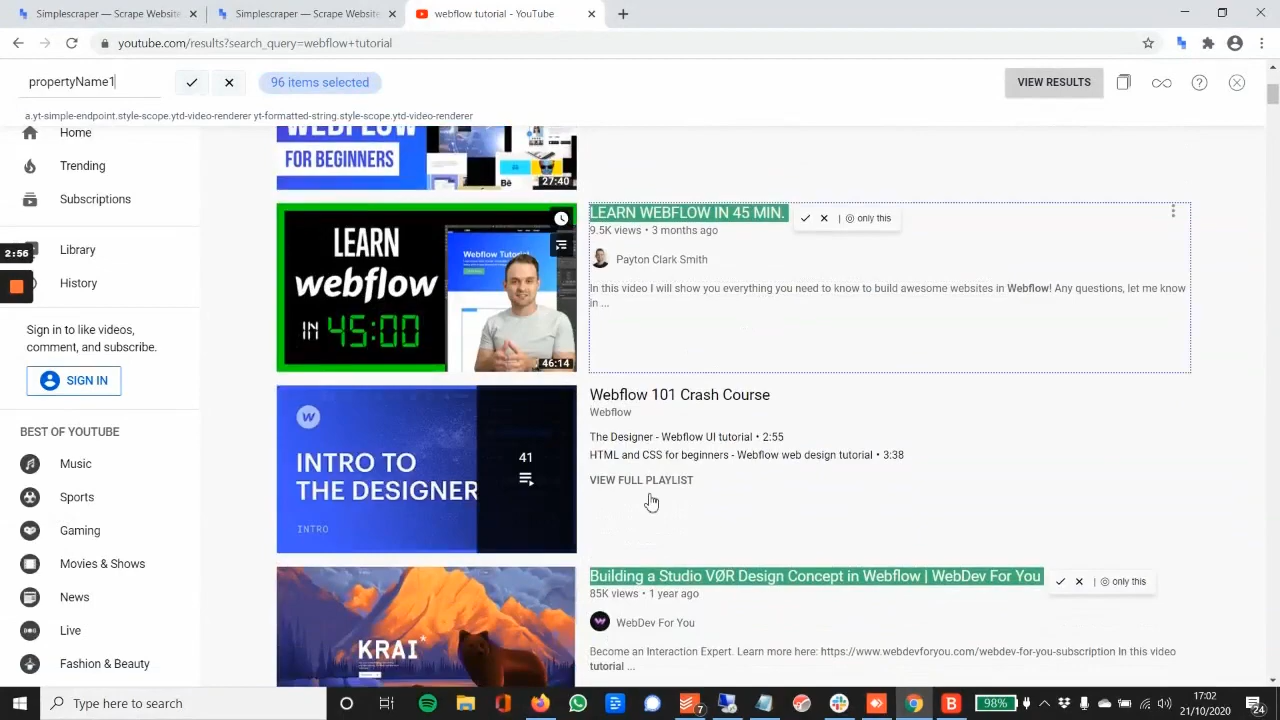 Simplescraper — Scrape Website
Simplescraper — Scrape Website
webflow tutorial - YouTube
youtube.com/results?search_query=webflow+tutorial
propertyName1
96 items selected
VIEW RESULTS
a.yt-simple-endpoint.style-scope.ytd-video-renderer yt-formatted-string.style-scope.ytd-video-renderer
Home
Trending
Subscriptions
Library
History
2:56
Sign in to like videos,
comment, and subscribe.
SIGN IN
BEST OF YOUTUBE
Music
Sports
Gaming
Movies & Shows
News
Live
Fashion & Beauty
WEBFLOW
FOR BEGINNERS
Bē
27:40
LEARN
webflow
IN 45:00
Webflow Tutorial
46:14
LEARN WEBFLOW IN 45 MIN.
only this
9.5K views • 3 months ago
Payton Clark Smith
In this video I will show you everything you need to know to build awesome websites in Webflow! Any questions, let me know
in ...
INTRO TO
THE DESIGNER
INTRO
41
Webflow 101 Crash Course
Webflow
The Designer - Webflow UI tutorial • 2:55
HTML and CSS for beginners - Webflow web design tutorial • 3:38
VIEW FULL PLAYLIST
KRAI*
Building a Studio VØR Design Concept in Webflow | WebDev For You
only this
85K views • 1 year ago
WebDev For You
Become an Interaction Expert. Learn more here: https://www.webdevforyou.com/webdev-for-you-subscription In this video
tutorial ...
Type here to search
7
98%
17:02
21/10/2020
24